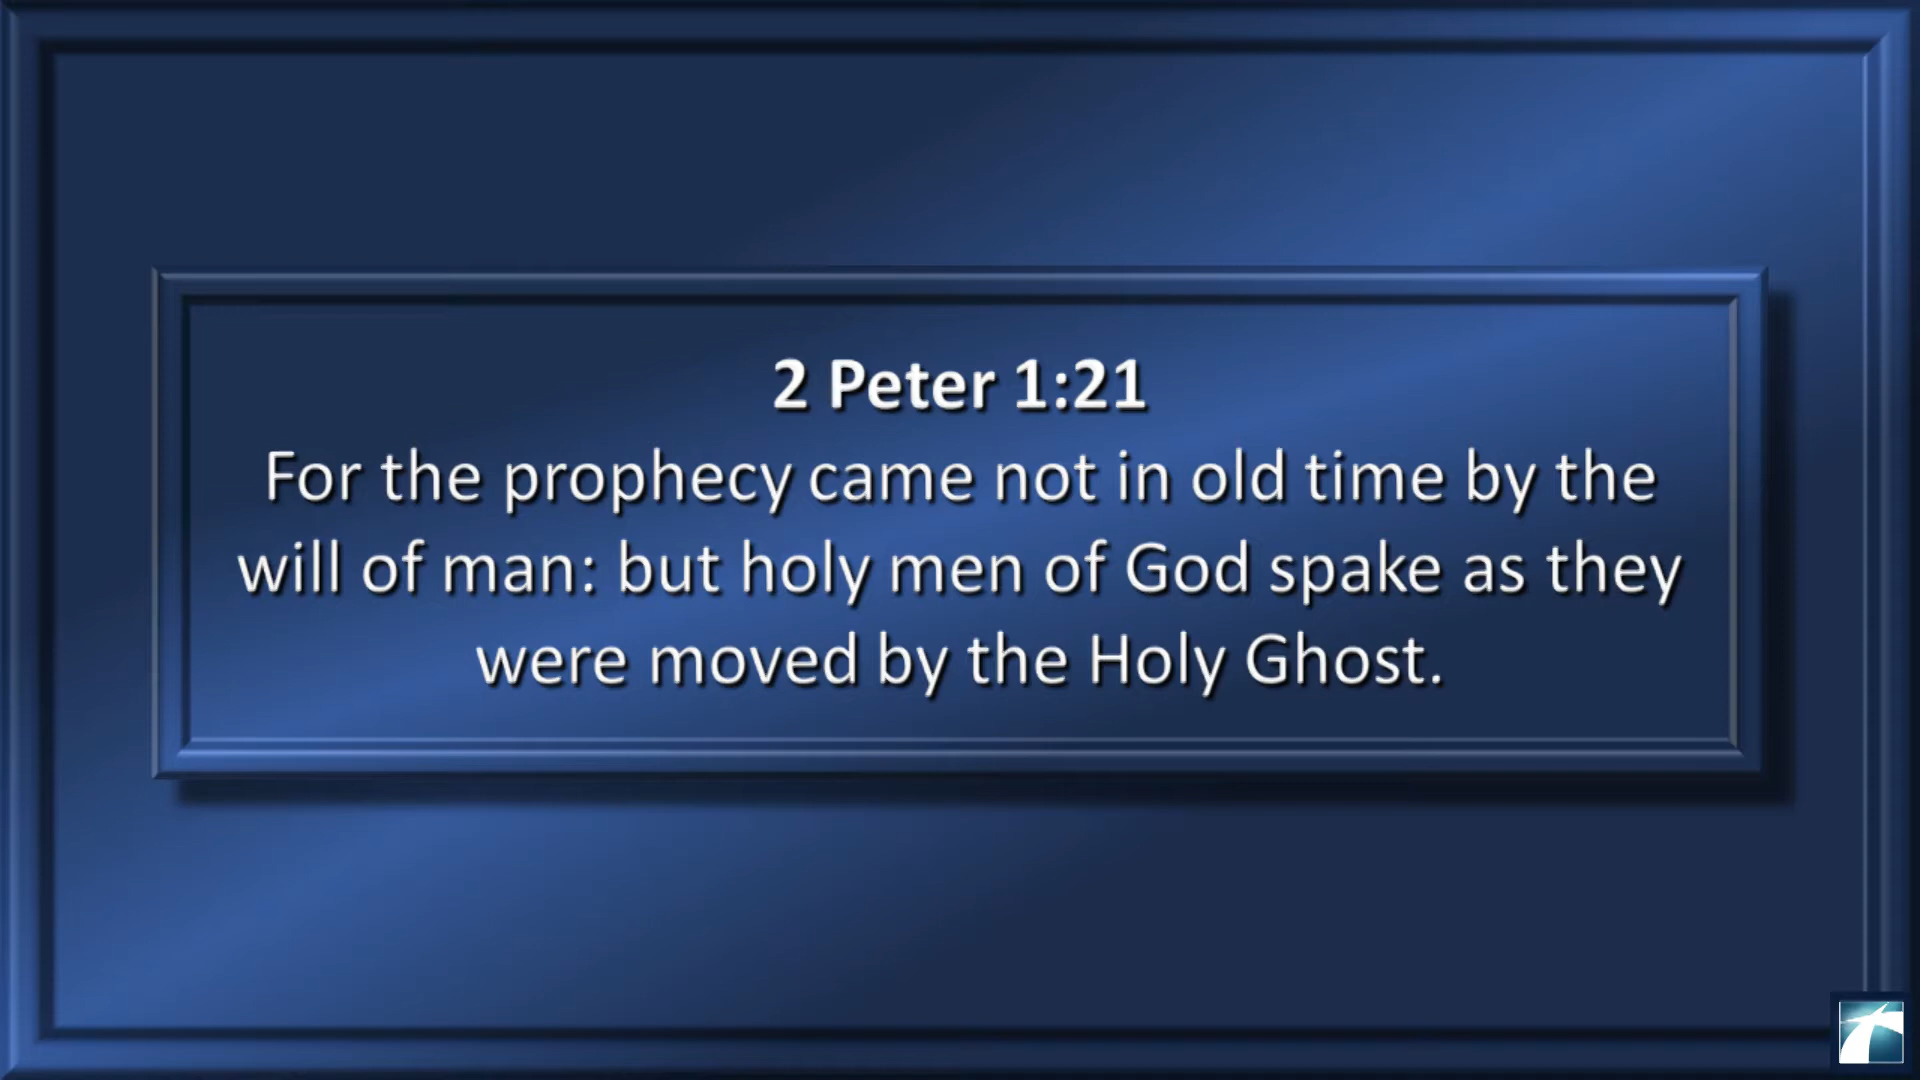 2 Peter 1:21
For the prophecy came not in old time by the
will of man: but holy men of God spake as they
were moved by the Holy Ghost.